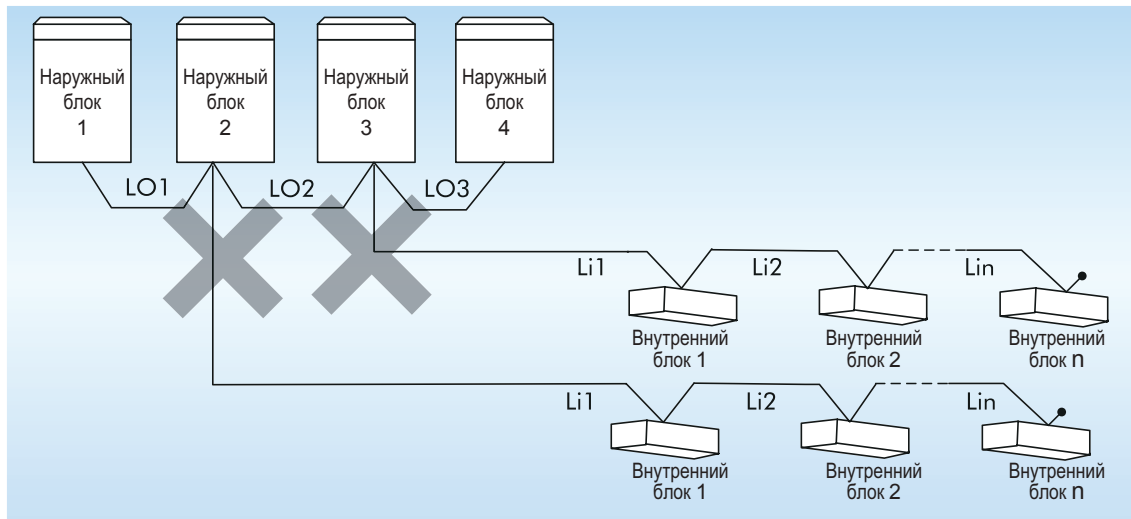 Наружный
блок
1
Наружный
блок
2
Наружный
блок
3
Наружный
блок
4
LO1
LO2
LO3
Li1
Li2
Lin
Внутренний
блок 1
Внутренний
блок 2
Внутренний
блок n
Li1
Li2
Lin
Внутренний
блок 1
Внутренний
блок 2
Внутренний
блок n